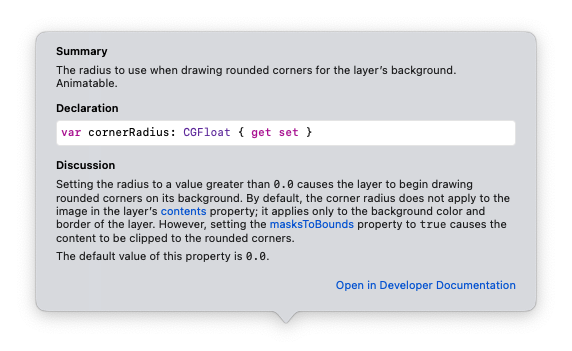 Summary
The radius to use when drawing rounded corners for the layer’s background.
Animatable.
Declaration
var cornerRadius: CGFloat { get set }
Discussion
Setting the radius to a value greater than 0.0 causes the layer to begin drawing
rounded corners on its background. By default, the corner radius does not apply to the
image in the layer’s contents property; it applies only to the background color and
border of the layer. However, setting the masksToBounds property to true causes the
content to be clipped to the rounded corners.
The default value of this property is 0.0.
Open in Developer Documentation